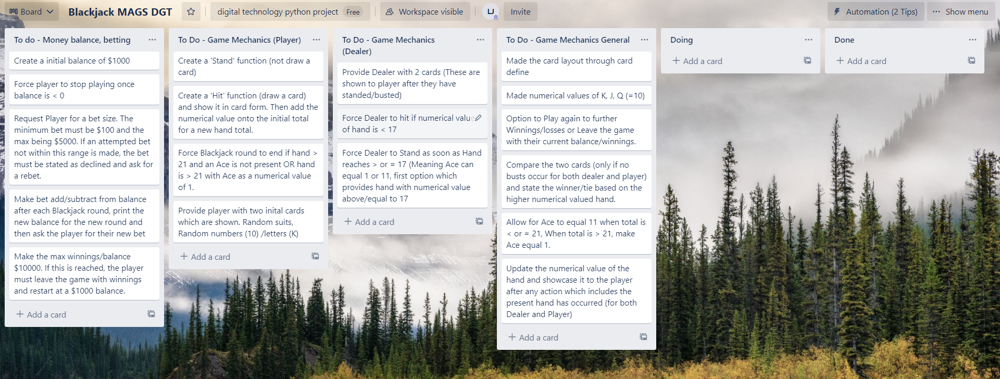 Board
Blackjack MAGS DGT
digital technology python project Free
Workspace visible
LJ
Invite
Automation (2 Tips)
Show menu
To do - Money balance, betting
Create a initial balance of $1000
Force player to stop playing once
balance is < 0
Request Player for a bet size. The
minimum bet must be $100 and the
max being $5000. If an attempted bet
not within this range is made, the bet
must be stated as declined and ask for
a rebet.
Make bet add/subtract from balance
after each Blackjack round, print the
new balance for the new round and
then ask the player for their new bet
Make the max winnings/balance
$10000. If this is reached, the player
must leave the game with winnings
and restart at a $1000 balance.
+ Add a card
To Do - Game Mechanics (Player)
Create a 'Stand' function (not draw a
card)
Create a 'Hit' function (draw a card)
and show it in card form. Then add the
numerical value onto the initial total
for a new hand total.
Force Blackjack round to end if hand >
21 and an Ace is not present OR hand
is > 21 with Ace as a numerical value
of 1.
Provide player with two inital cards
which are shown. Random suits,
Random numbers (10) /letters (K)
+ Add a card
To Do - Game Mechanics
(Dealer)
Provide Dealer with 2 cards (These are
shown to player after they have
standed/busted)
Force Dealer to hit if numerical value
of hand is < 17
Force Dealer to Stand as soon as Hand
reaches > or = 17 (Meaning Ace can
equal 1 or 11, first option which
provides hand with numerical value
above/equal to 17
+ Add a card
To Do - Game Mechanics General
Made the card layout through card
define
Made numerical values of K, J, Q (=10)
Option to Play again to further
Winnings/losses or Leave the game
with their current balance/winnings.
Compare the two cards (only if no
busts occur for both dealer and player)
and state the winner/tie based on the
higher numerical valued hand.
Allow for Ace to equal 11 when total is
< or = 21, When total is > 21, make
Ace equal 1.
Update the numerical value of the
hand and showcase it to the player
after any action which includes the
present hand has occurred (for both
Dealer and Player)
+ Add a card
Doing
+ Add a card
Done
+ Add a card